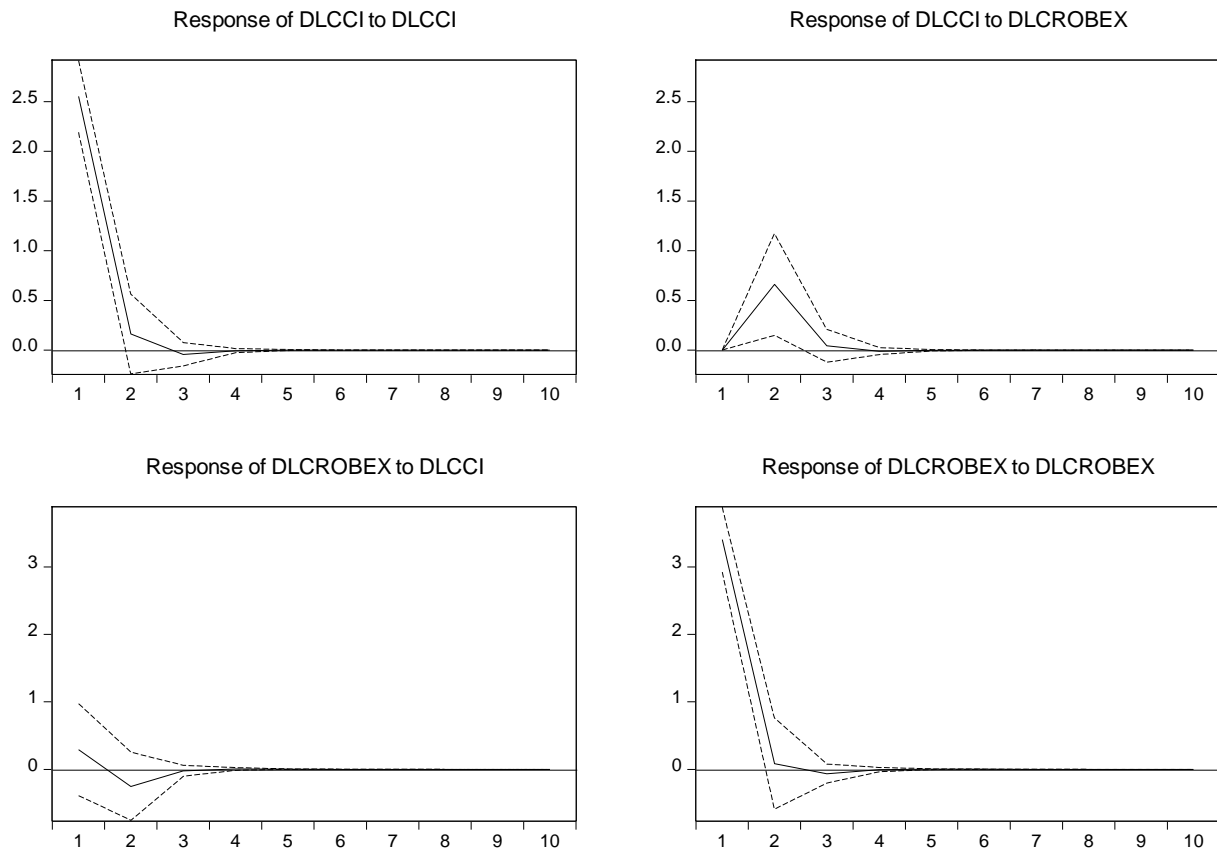 Response of DLCCI to DLCCI
2.5
2.0
1.5
1.0
0.5
0.0
1 2 3 4 5 6 7 8 9 10
Response of DLCCI to DLCROBEX
2.5
2.0
1.5
1.0
0.5
0.0
1 2 3 4 5 6 7 8 9 10
Response of DLCROBEX to DLCCI
3
2
1
0
1 2 3 4 5 6 7 8 9 10
Response of DLCROBEX to DLCROBEX
3
2
1
0
1 2 3 4 5 6 7 8 9 10